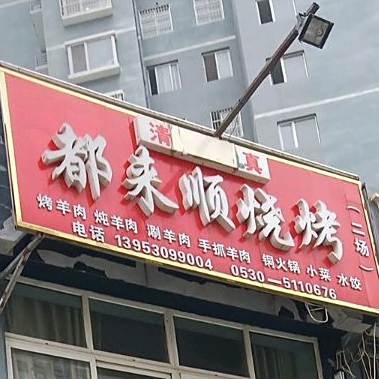 清真
都来顺烧烤（二场）
烤羊肉 炖羊肉 涮羊肉 手抓羊肉 铜火锅 小菜 水饺
电话 13953099004 0530—5110676